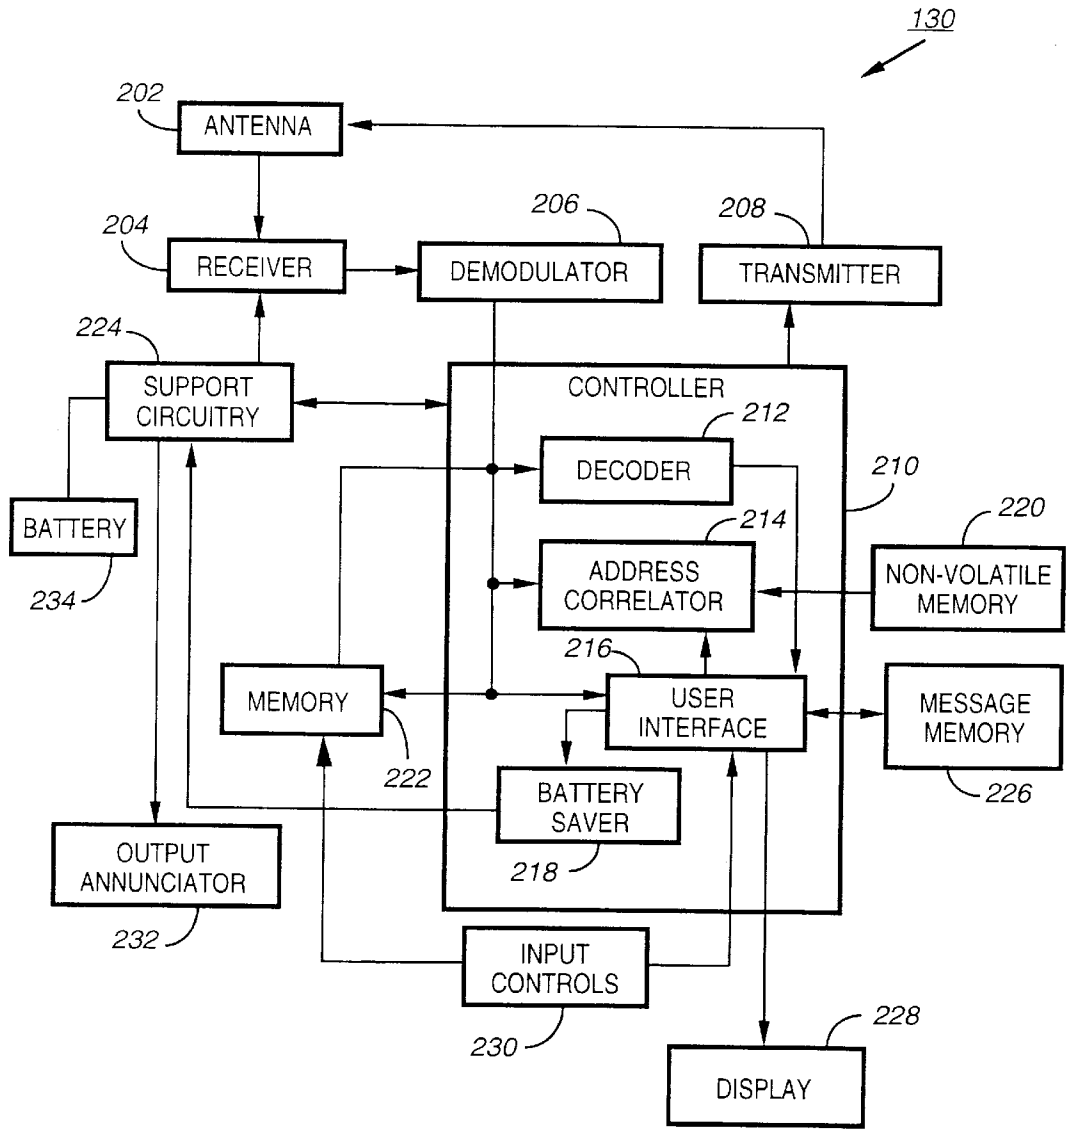 130
202
ANTENNA
204
RECEIVER
206
DEMODULATOR
208
TRANSMITTER
224
SUPPORT
CIRCUITRY
CONTROLLER
212
DECODER
210
BATTERY
234
214
ADDRESS
CORRELATOR
220
NON-VOLATILE
MEMORY
216
USER
INTERFACE
MEMORY
222
MESSAGE
MEMORY
226
BATTERY
SAVER
218
OUTPUT
ANNUNCIATOR
232
INPUT
CONTROLS
230
228
DISPLAY